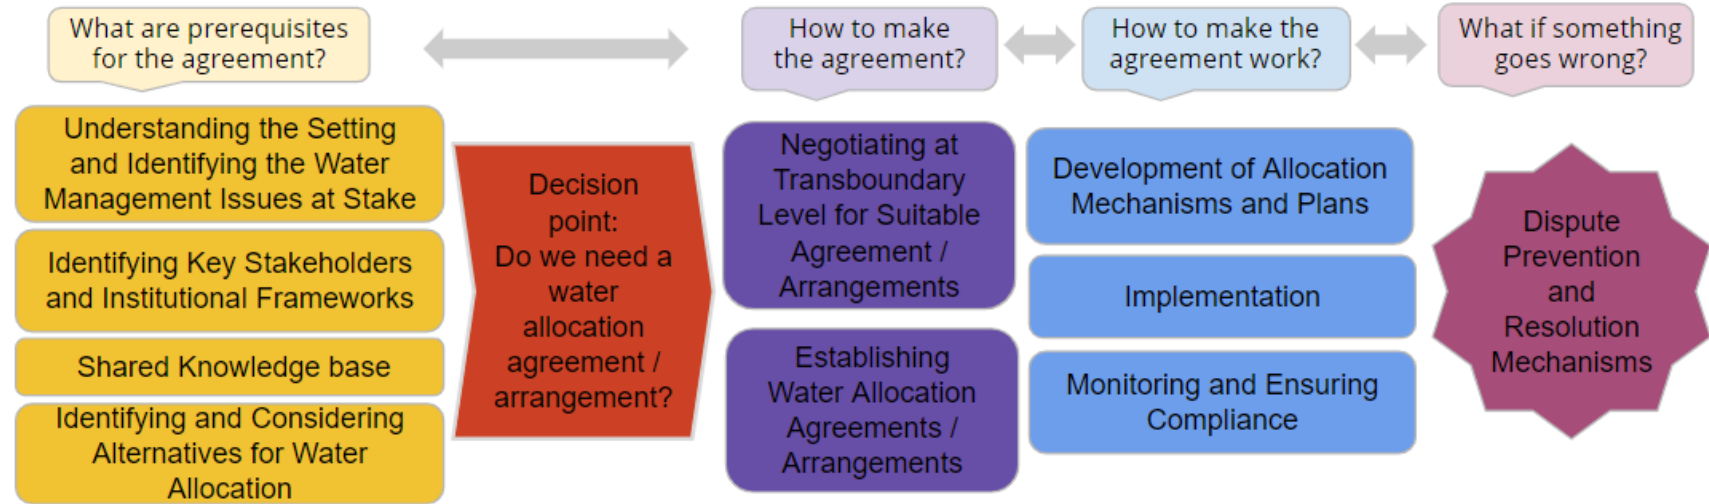 What are prerequisites
for the agreement?
How to make
the agreement?
How to make the
agreement work?
What if something
goes wrong?
Understanding the Setting
and Identifying the Water
Management Issues at Stake
Identifying Key Stakeholders
and Institutional Frameworks
Shared Knowledge base
Identifying and Considering
Alternatives for Water
Allocation
Decision
point:
Do we need a
water
allocation
agreement /
arrangement?
Negotiating at
Transboundary
Level for Suitable
Agreement /
Arrangements
Establishing
Water Allocation
Agreements /
Arrangements
Development of Allocation
Mechanisms and Plans
Implementation
Monitoring and Ensuring
Compliance
Dispute
Prevention
and
Resolution
Mechanisms